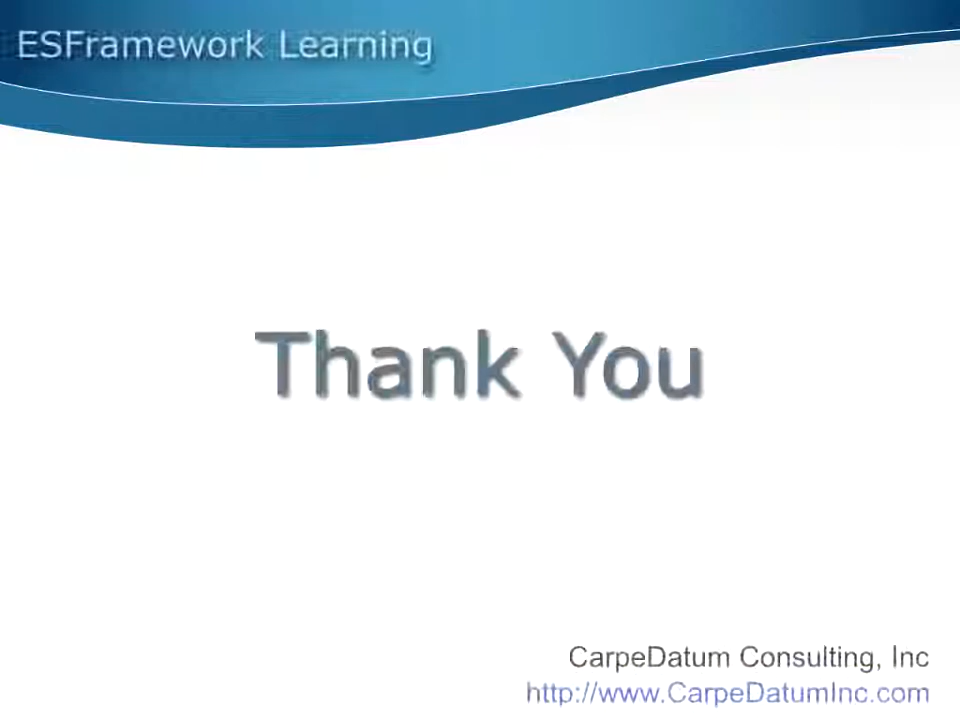 ESFramework Learning
Thank You
CarpeDatum Consulting, Inc
http://www.CarpeDatumInc.com